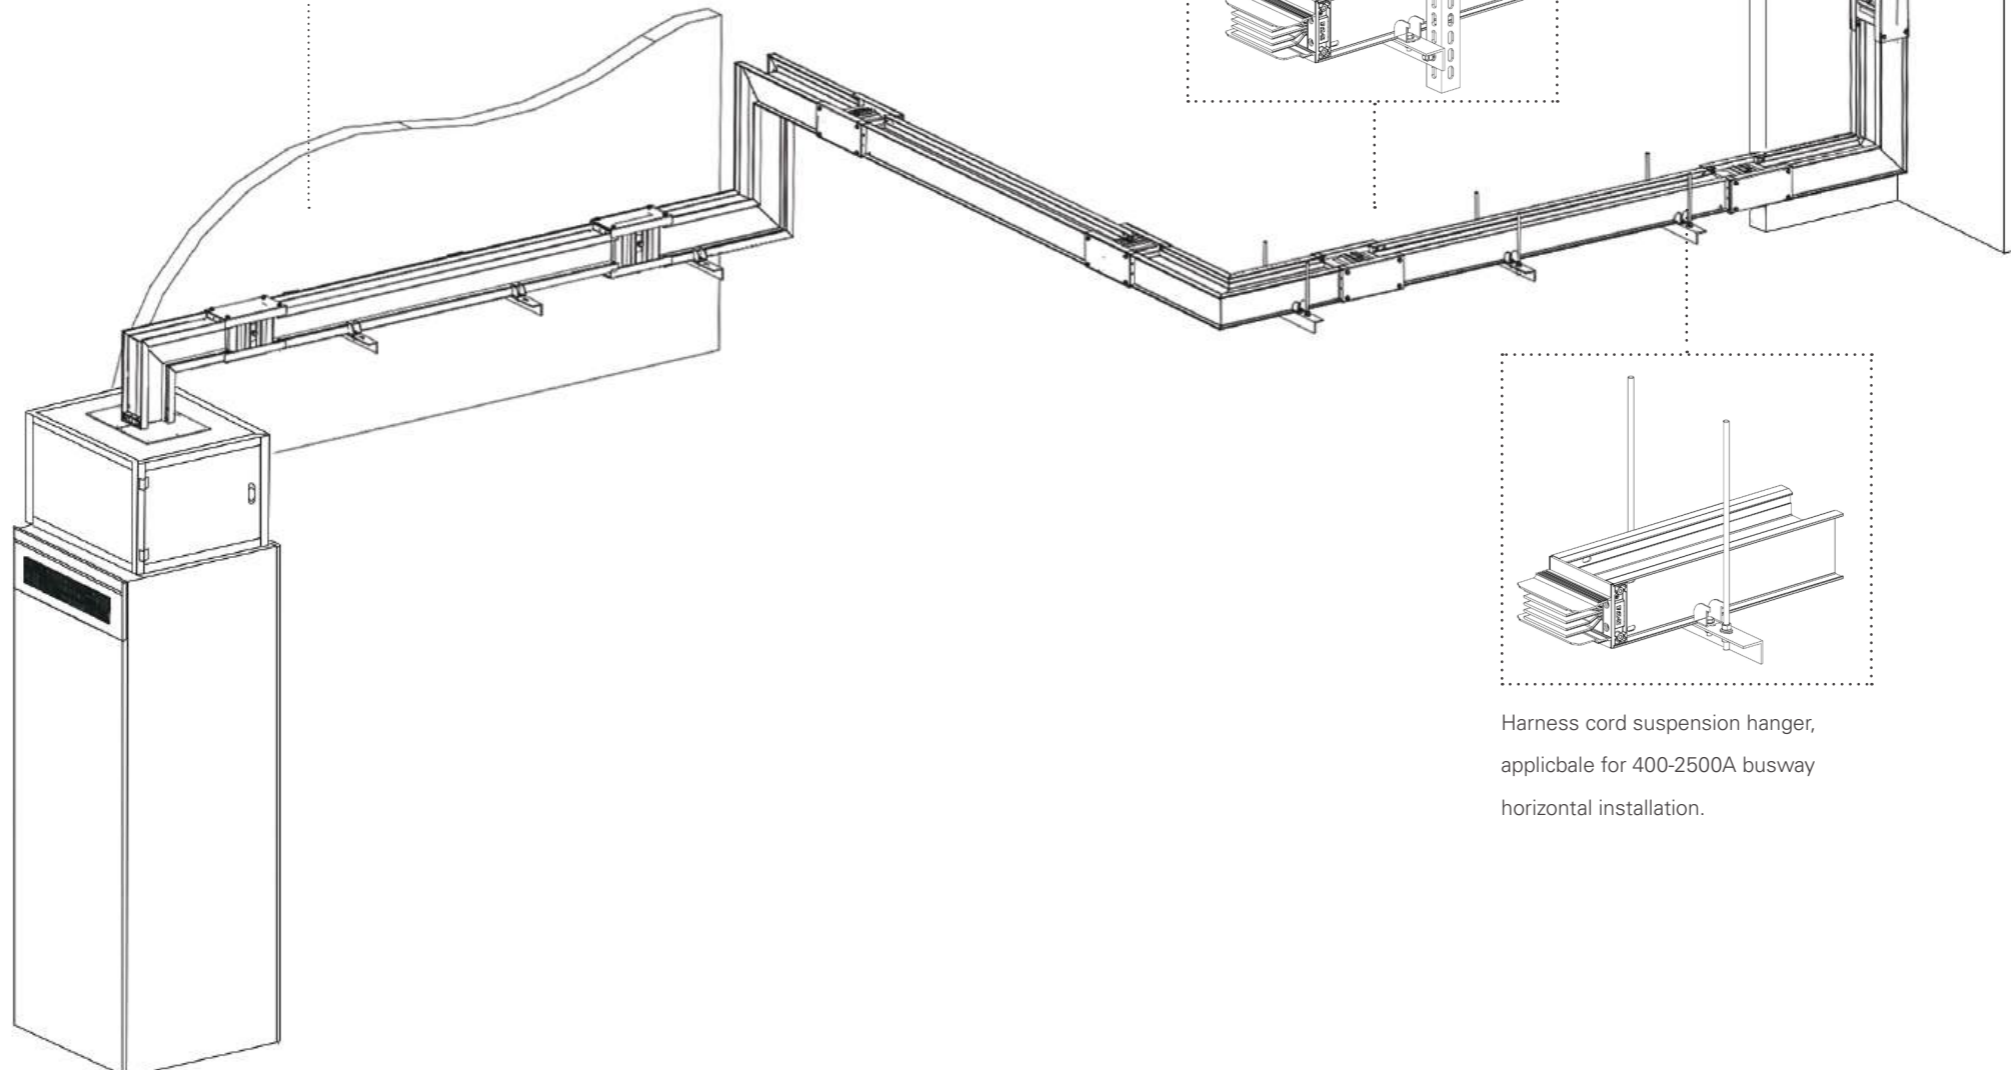 Harness cord suspension hanger,
applicbale for 400-2500A busway
horizontal installation.